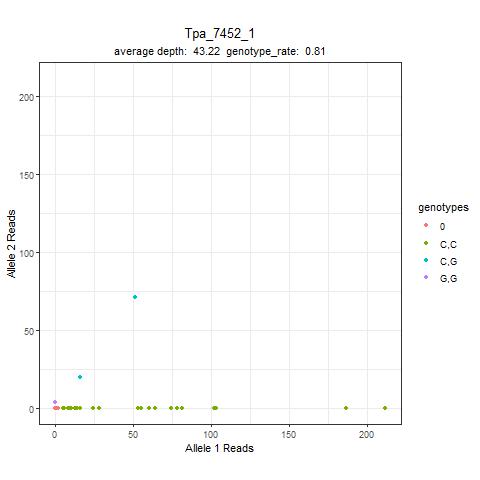 Tpa_7452_1
average depth:  43.22  genotype_rate:  0.81
200
150
100
50
0
Allele 2 Reads
0
50
100
150
200
Allele 1 Reads
genotypes
0
C,C
C,G
G,G